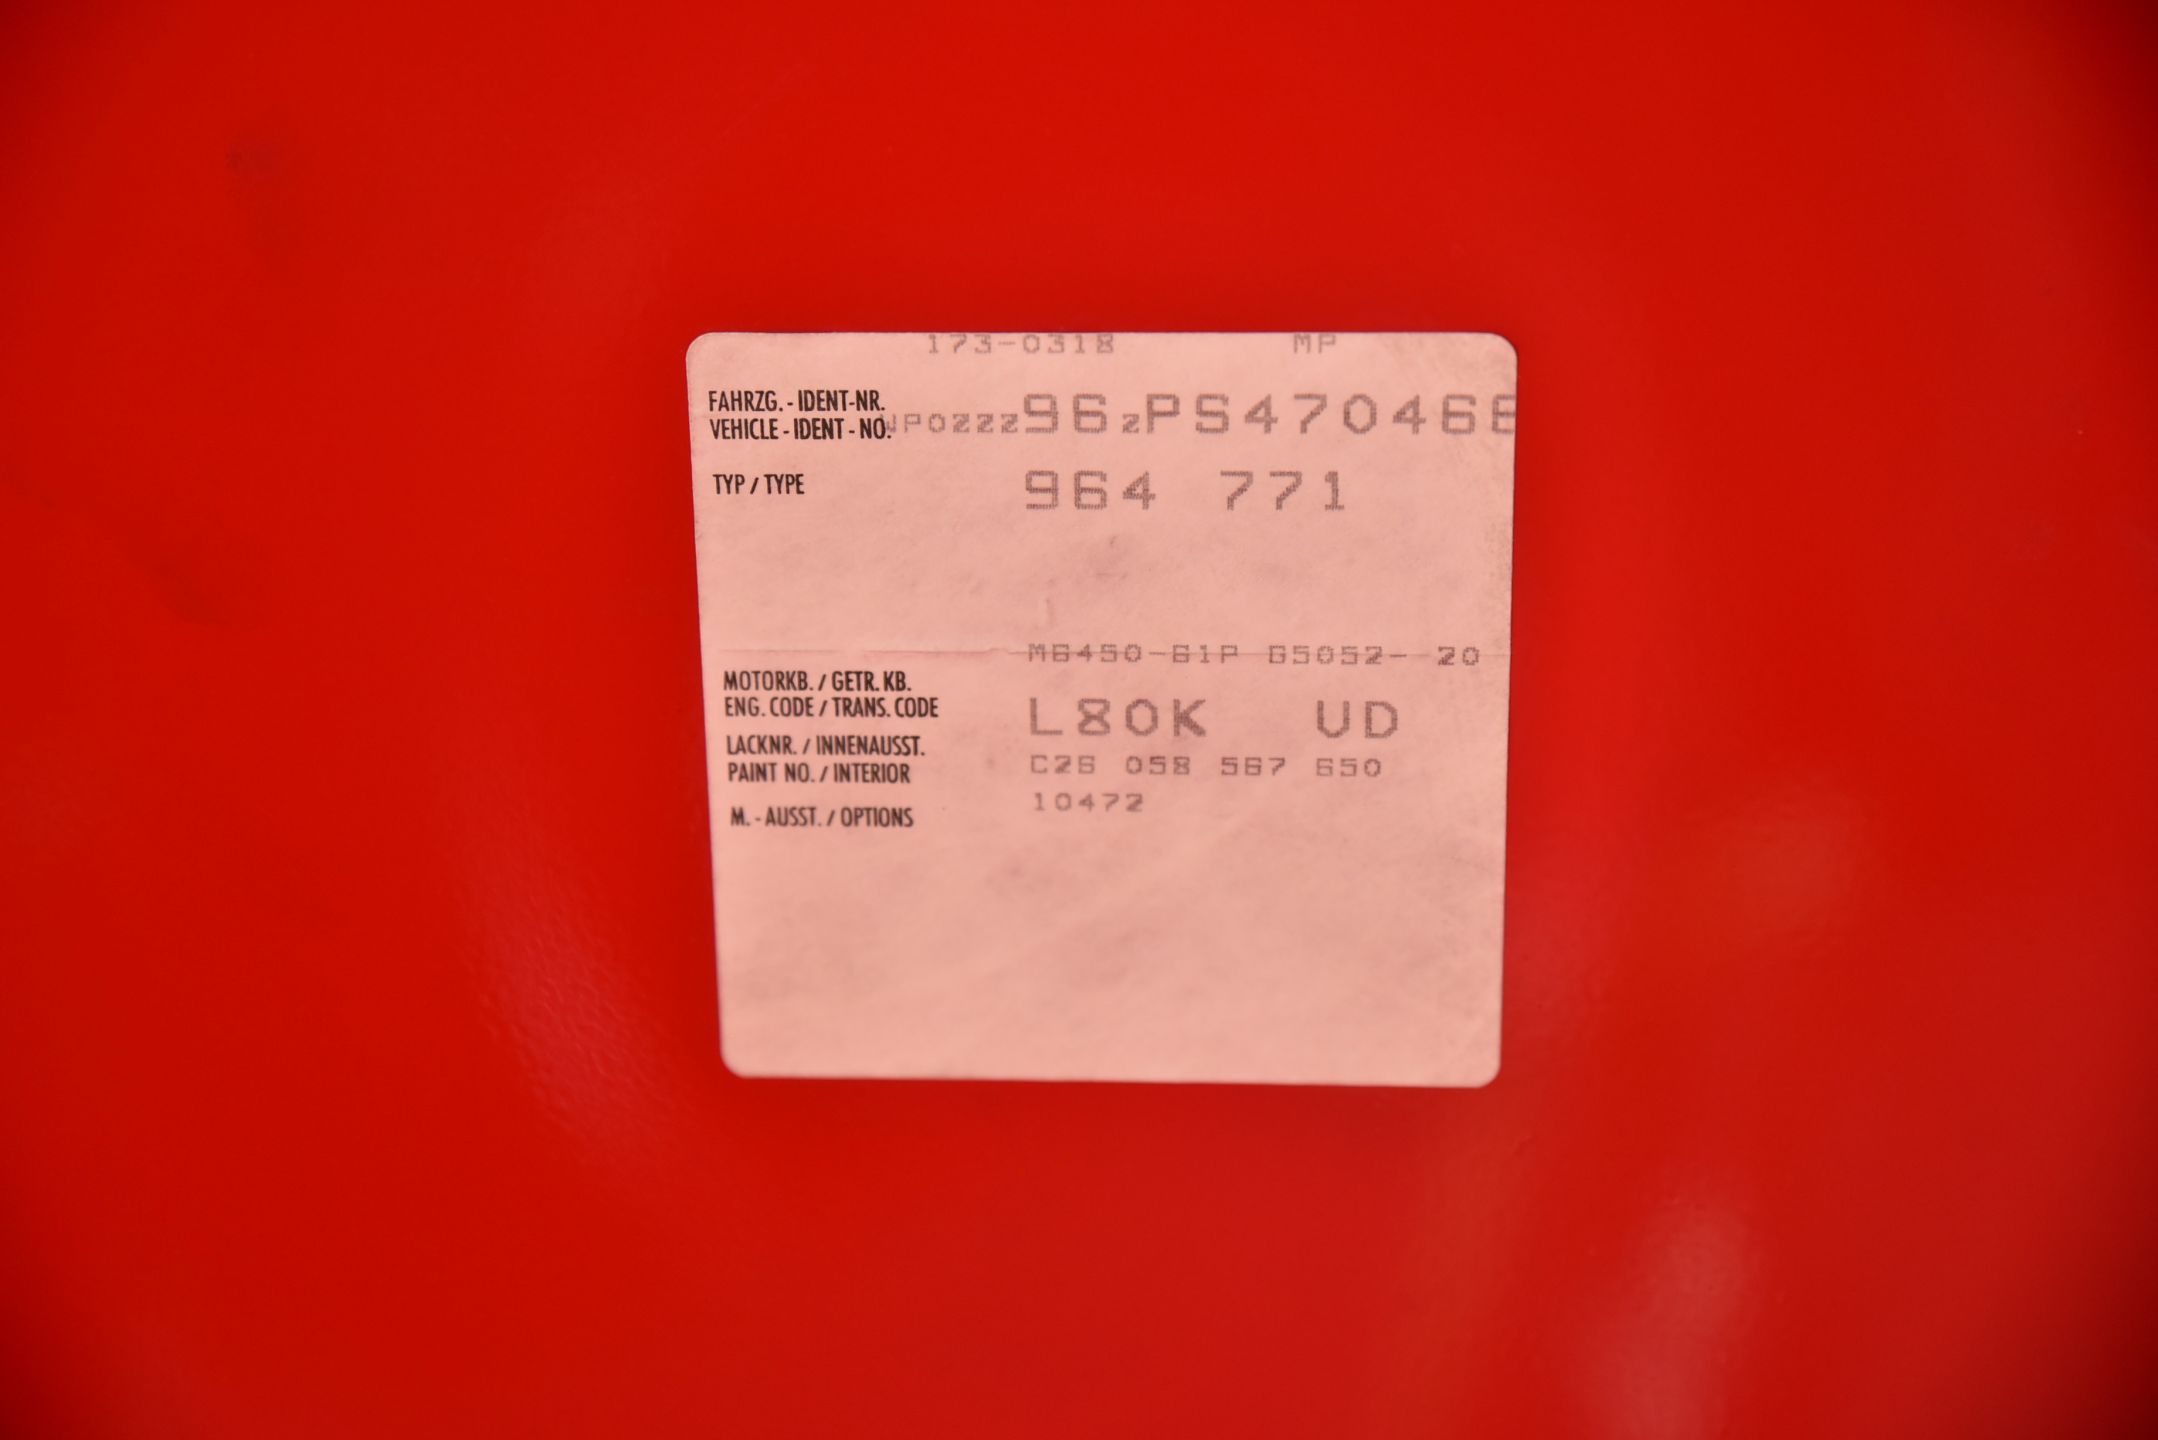 173-0318 MP
FAHRZG.-IDENT-NR.
VEHICLE-IDENT-NO. WP0ZZZ96ZPS470468
TYP / TYPE 964 771
M6450-61P G5052- 20
MOTORKB. / GETR. KB.
ENG. CODE / TRANS. CODE L80K UD
LACKNR. / INNENAUSST.
PAINT NO. / INTERIOR C26 058 567 650
M.-AUSST. / OPTIONS 10472